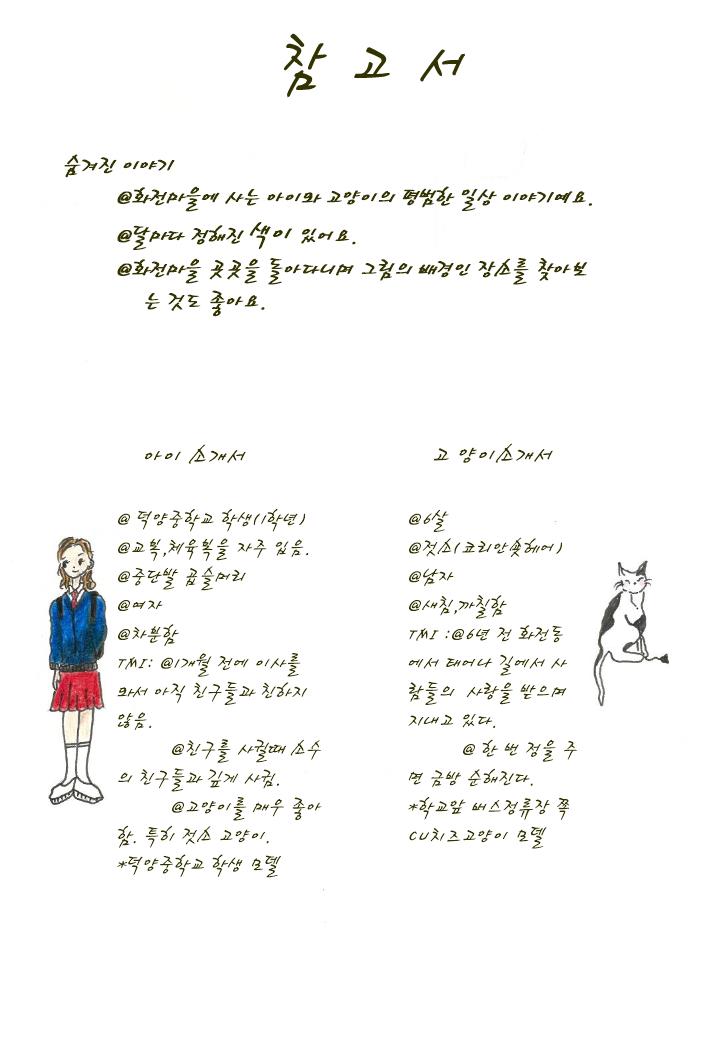 참 고 서
숨겨진 이야기
@화전마을에 사는 아이와 고양이의 평범한 일상 이야기예요.
@달마다 정해진 색이 있어요.
@화전마을 곳곳을 돌아다니며 그림의 배경인 장소를 찾아보
는 것도 좋아요.
아이 소개서
@ 덕양중학교 학생(1학년)
@교복,체육복을 자주 입음.
@중단발 곱슬머리
@여자
@차분함
TMI: @1개월 전에 이사를
와서 아직 친구들과 친하지
않음.
@친구를 사귈때 소수
의 친구들과 깊게 사귐.
@고양이를 매우 좋아
함. 특히 젓소 고양이.
*덕양중학교 학생 모델
고 양이소개서
@6살
@젓소(코리안숏헤어)
@남자
@새침,까칠함
TMI :@6년 전 화전동
에서 태어나 길에서 사
람들의 사랑을 받으며
지내고 있다.
@ 한 번 정을 주
면 금방 순해진다.
*학교앞 버스정류장 쪽
CU치즈고양이 모델